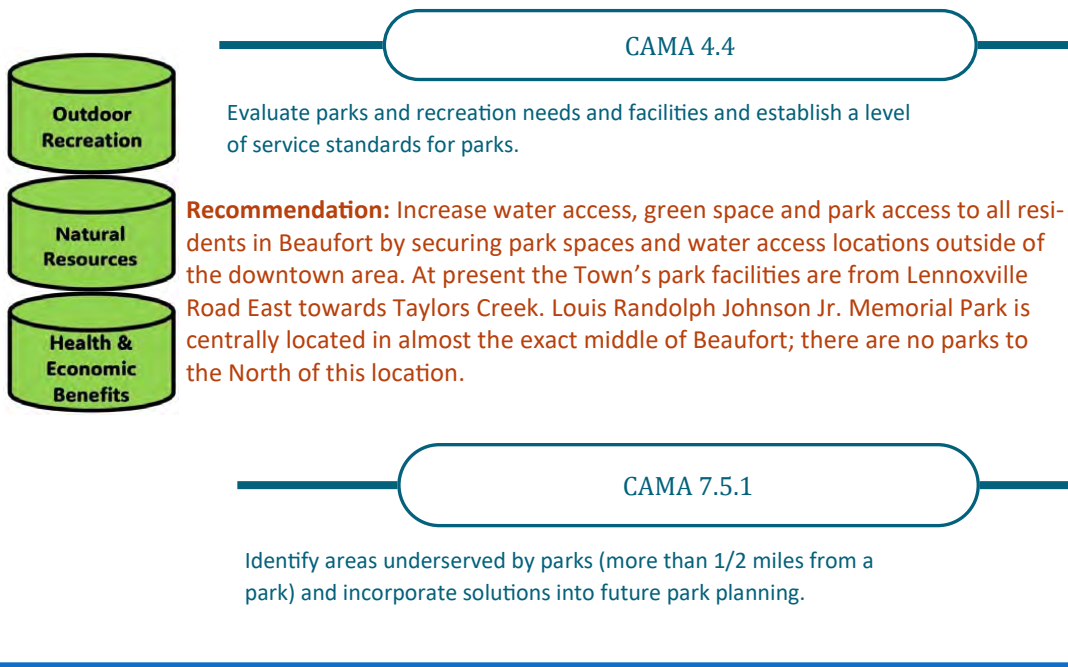 CAMA 4.4
Outdoor
Recreation
Natural
Resources
Health &
Economic
Benefits
Evaluate parks and recreation needs and facilities and establish a level
of service standards for parks.
Recommendation: Increase water access, green space and park access to all resi-
dents in Beaufort by securing park spaces and water access locations outside of
the downtown area. At present the Town’s park facilities are from Lennoxville
Road East towards Taylors Creek. Louis Randolph Johnson Jr. Memorial Park is
centrally located in almost the exact middle of Beaufort; there are no parks to
the North of this location.
CAMA 7.5.1
Identify areas underserved by parks (more than 1/2 miles from a
park) and incorporate solutions into future park planning.